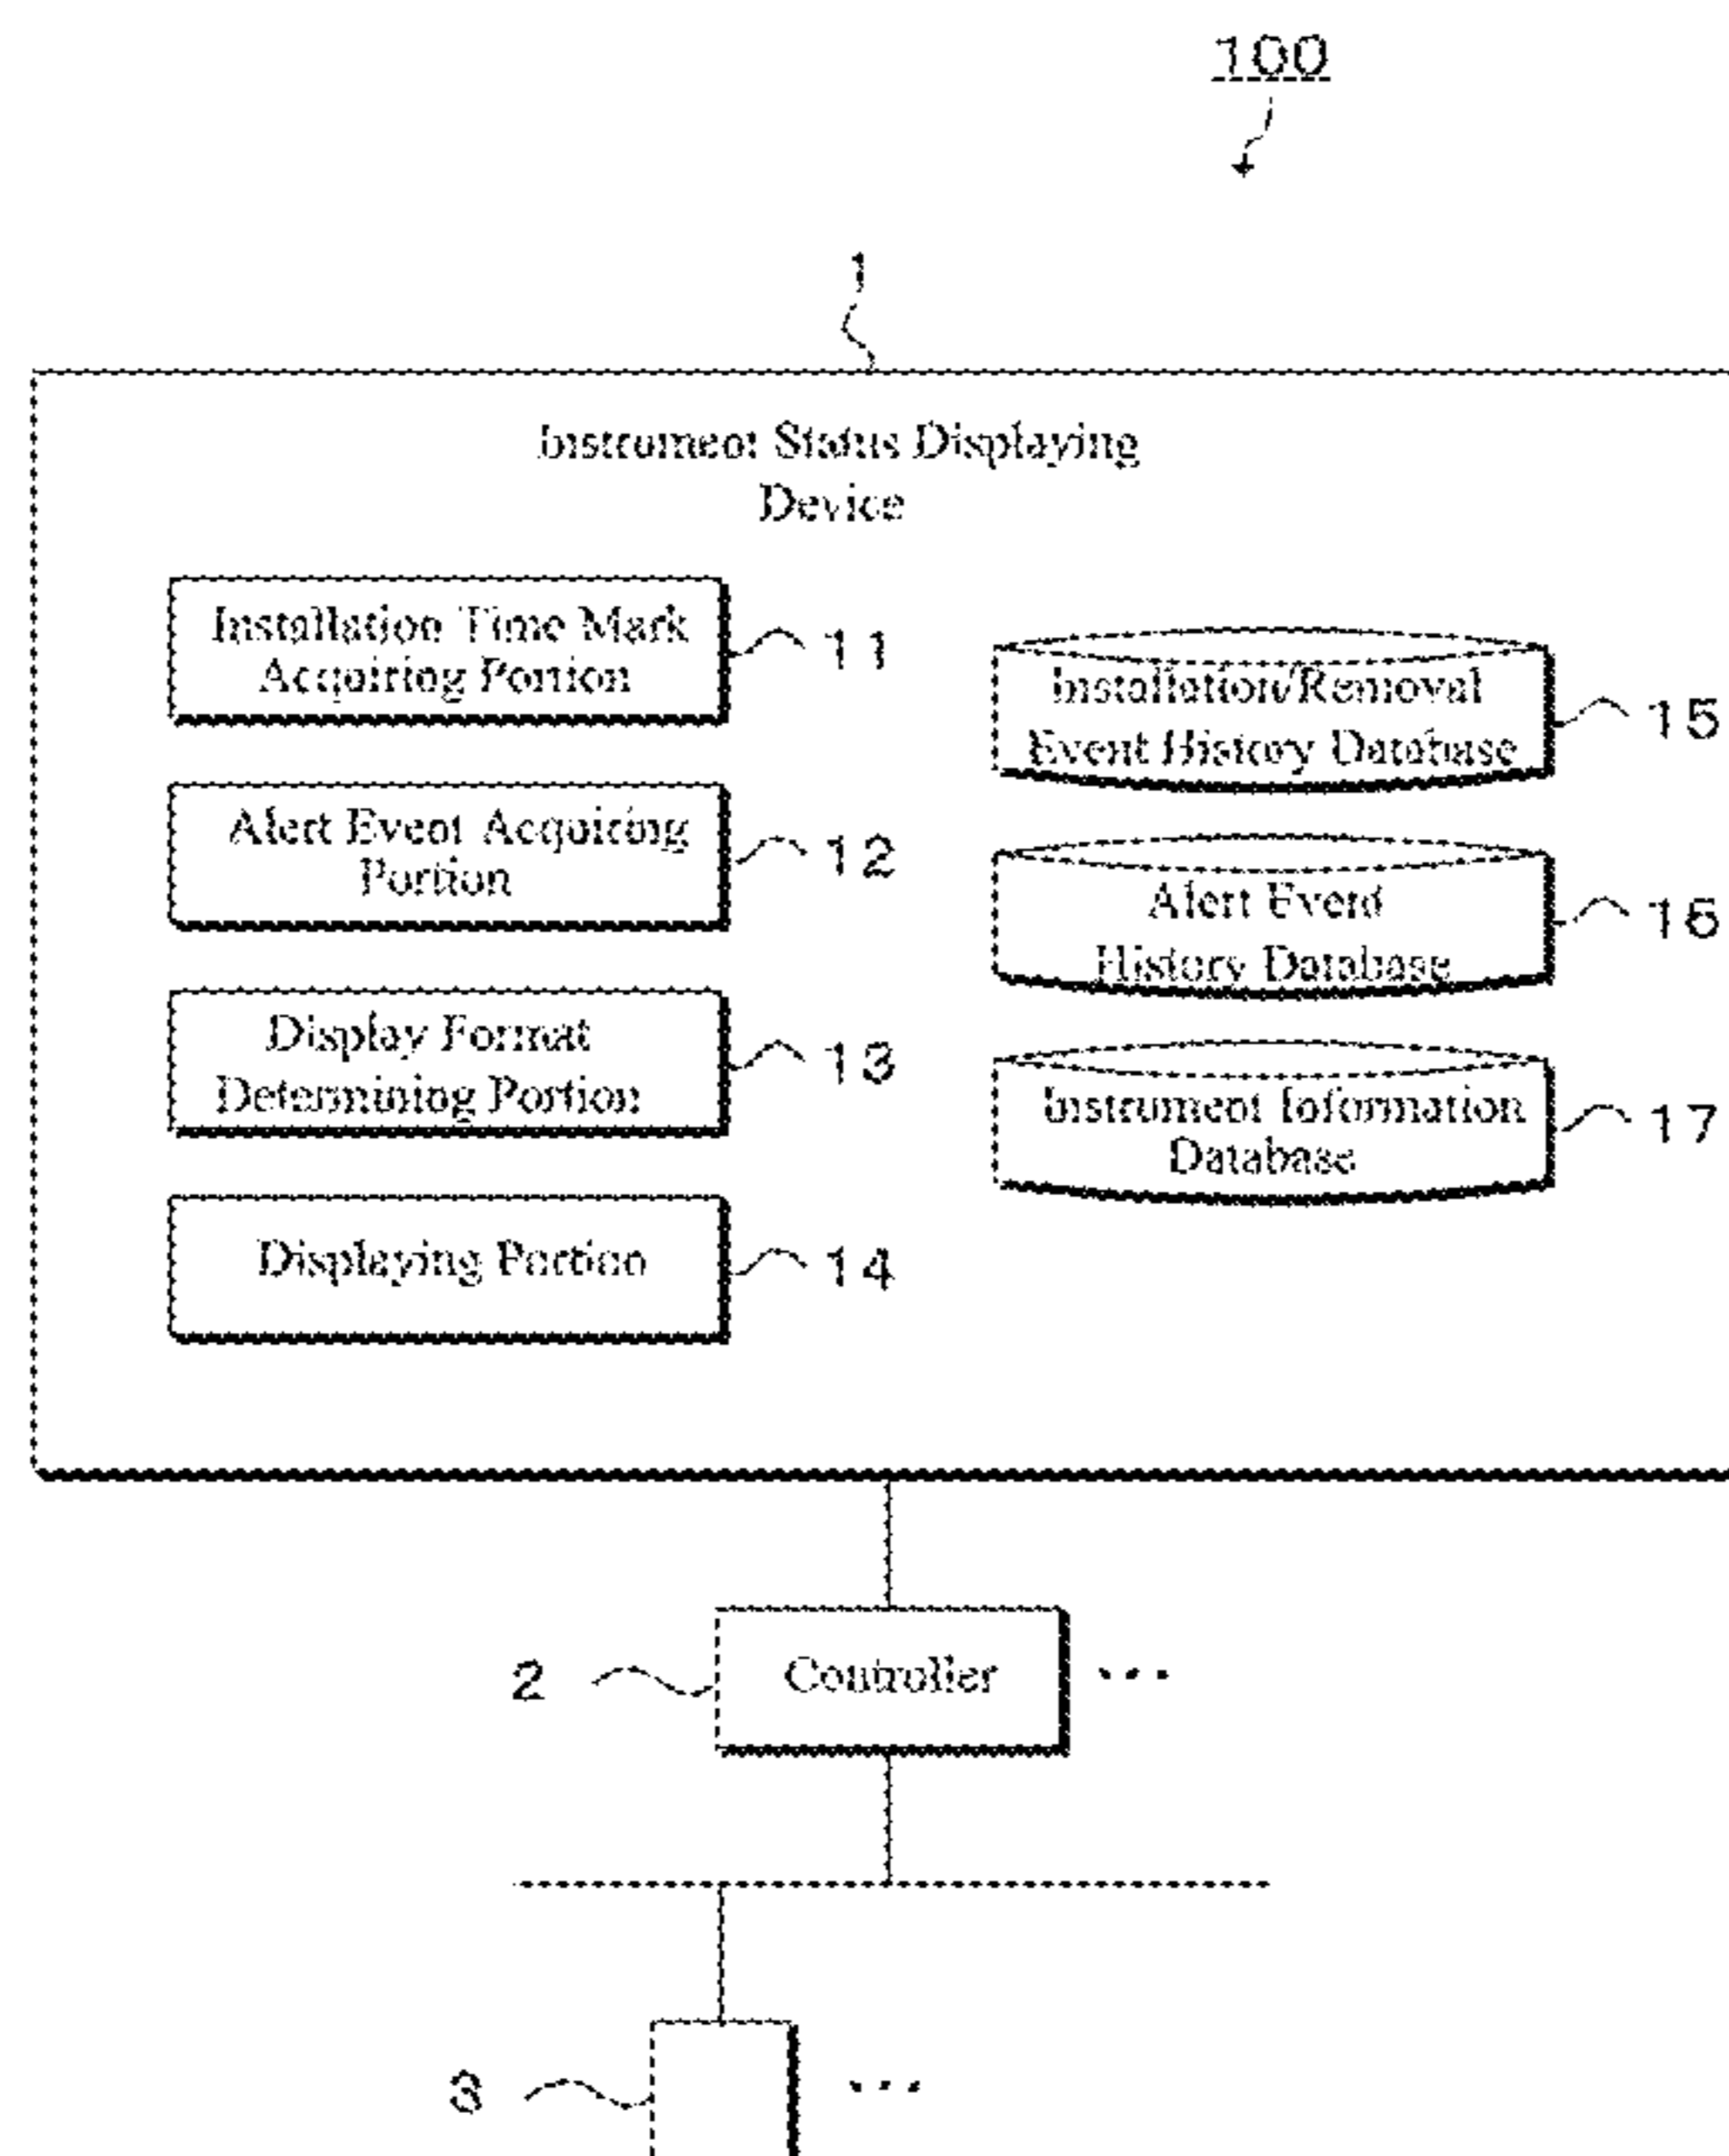 100
1
Instrument Status Displaying
Device
Installation Time Mark
Acquiring Portion
11
Installation/Removal
Event History Database
15
Alert Event Acquiring
Portion
12
Alert Event
History Database
16
Display Format
Determining Portion
13
Instrument Information
Database
17
Displaying Portion
14
2
Controller
...
3
...